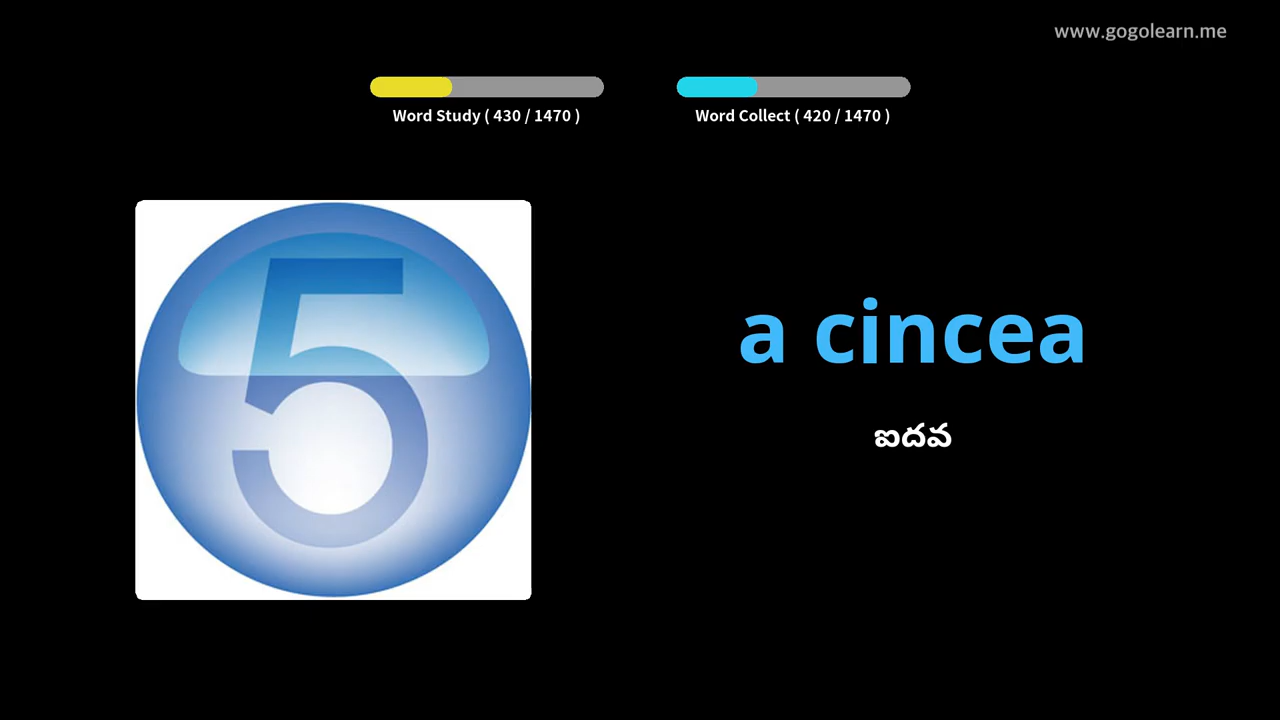 www.gogolearn.me
Word Study ( 430 / 1470 )
Word Collect ( 420 / 1470 )
5
a cincea
ఐదవ